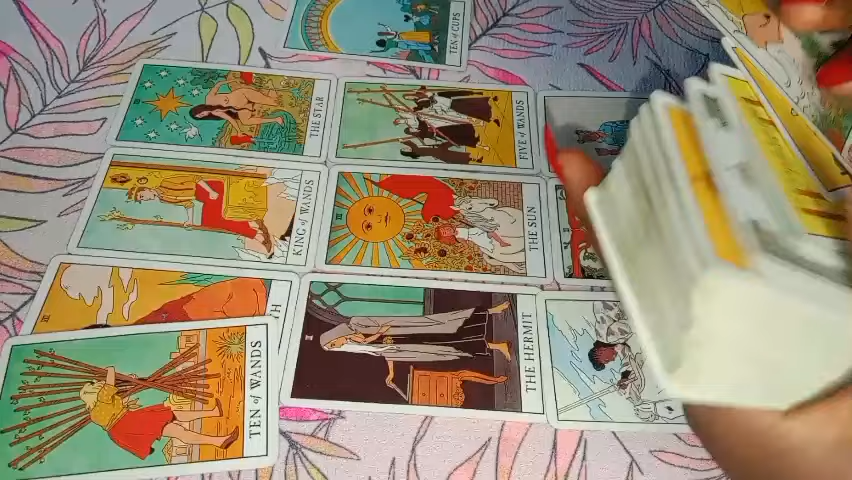 TEN of CUPS
THE STAR
FIVE of WANDS
KING of WANDS
THE SUN
H
TEN of WANDS
THE HERMIT